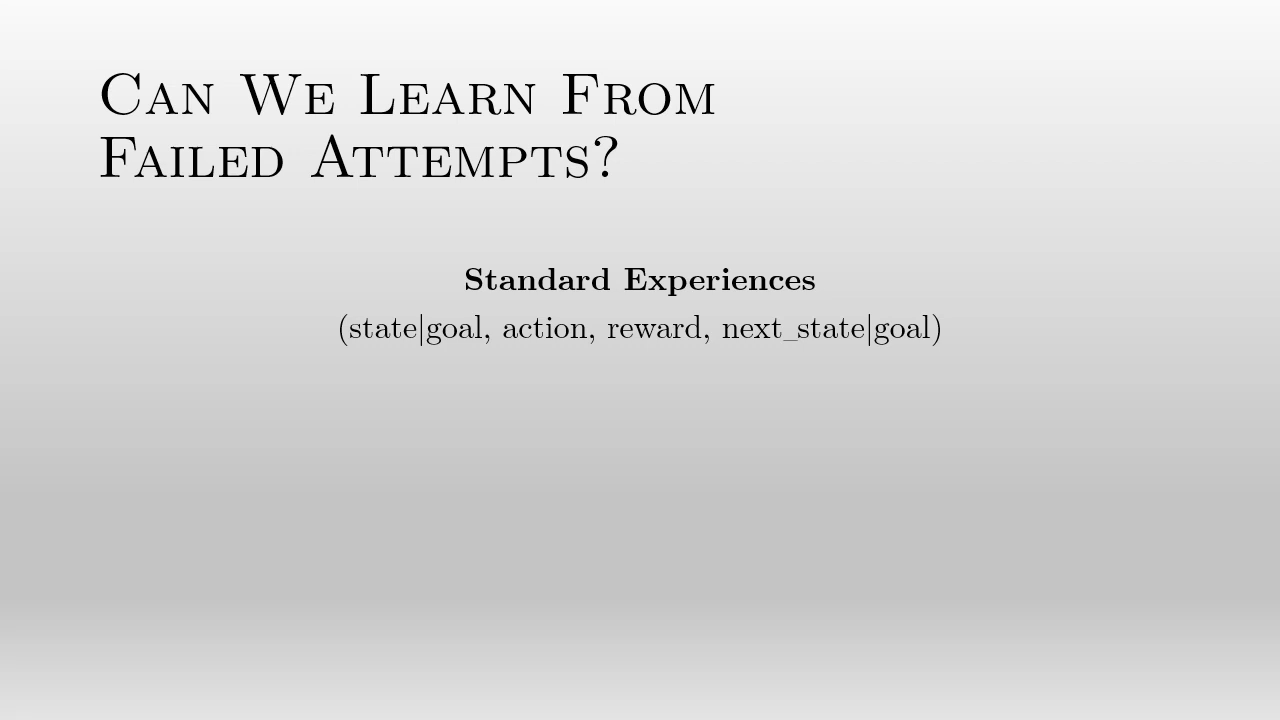 Can We Learn From
Failed Attempts?
Standard Experiences
(state|goal, action, reward, next_state|goal)